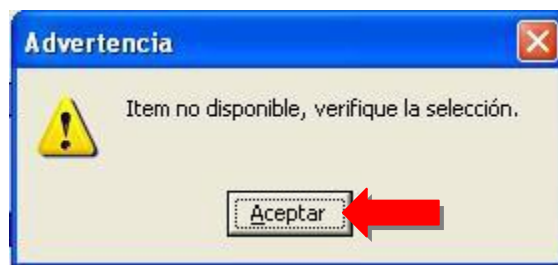 Advertencia
Item no disponible, verifique la selección.
Aceptar